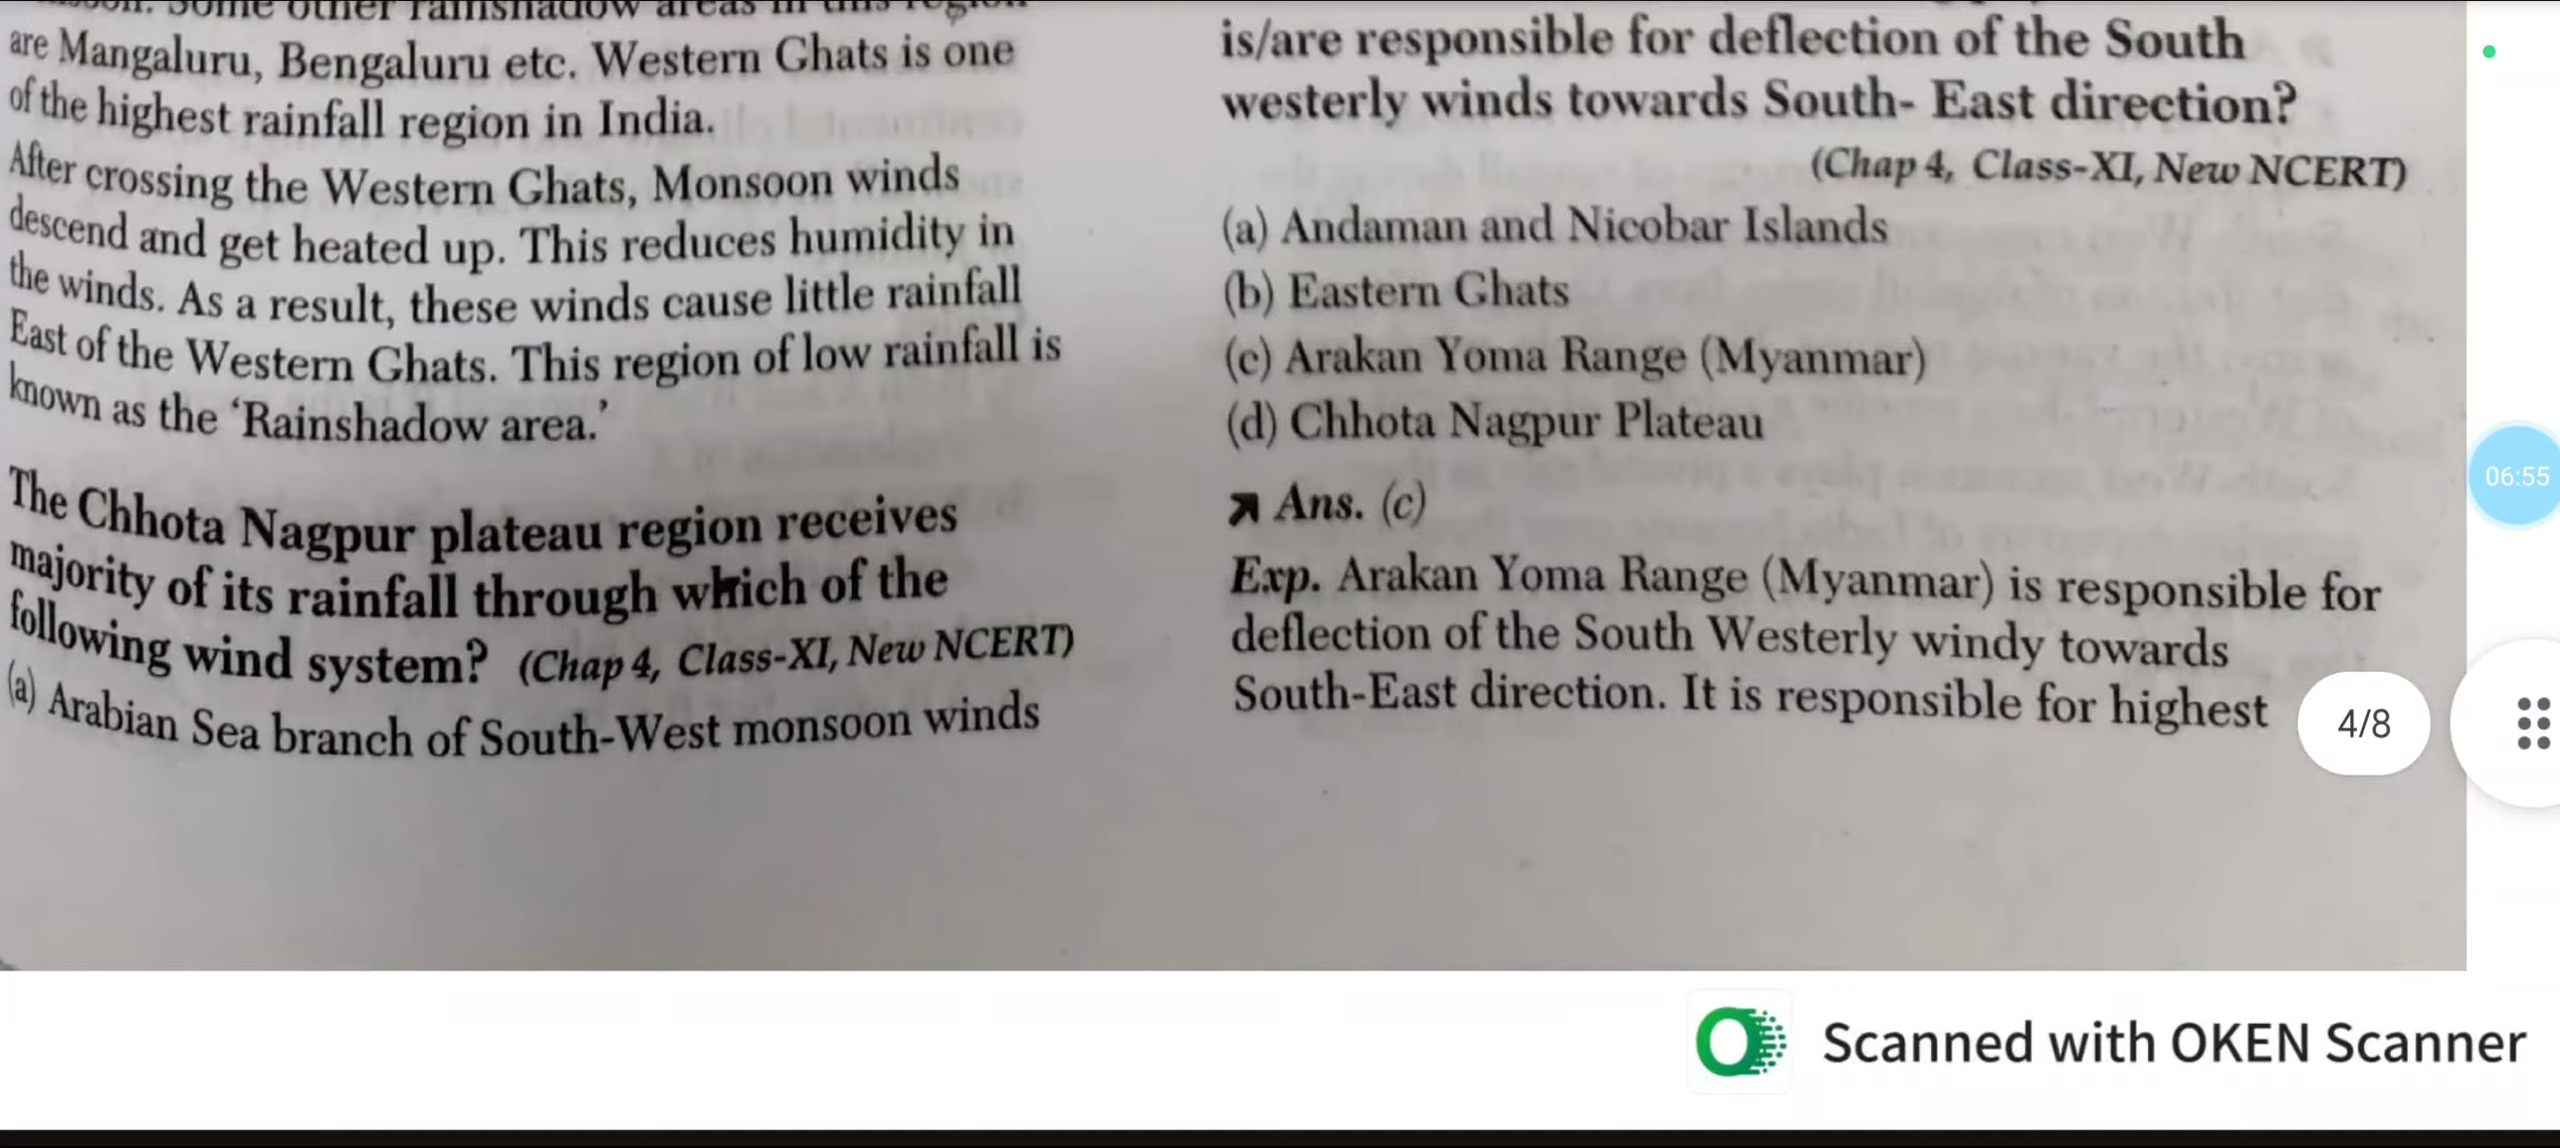 Some other rainshadow areas in this region
are Mangaluru, Bengaluru etc. Western Ghats is one
of the highest rainfall region in India.
After crossing the Western Ghats, Monsoon winds
descend and get heated up. This reduces humidity in
the winds. As a result, these winds cause little rainfall
East of the Western Ghats. This region of low rainfall is
known as the ‘Rainshadow area.’
The Chhota Nagpur plateau region receives
majority of its rainfall through which of the
following wind system? (Chap 4, Class-XI, New NCERT)
(a) Arabian Sea branch of South-West monsoon winds
is/are responsible for deflection of the South
westerly winds towards South- East direction?
(Chap 4, Class-XI, New NCERT)
(a) Andaman and Nicobar Islands
(b) Eastern Ghats
(c) Arakan Yoma Range (Myanmar)
(d) Chhota Nagpur Plateau
Ans. (c)
Exp. Arakan Yoma Range (Myanmar) is responsible for
deflection of the South Westerly windy towards
South-East direction. It is responsible for highest
06:55
4/8
Scanned with OKEN Scanner